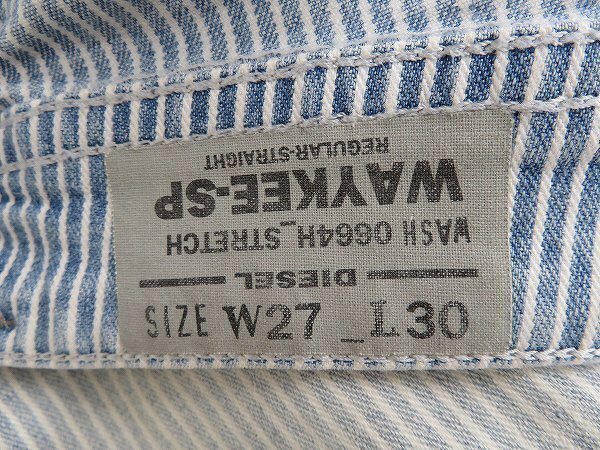 WAYKEE-SP
REGULAR-STRAIGHT
WASH 0664H_STRETCH
DIESEL
SIZE W27 _L30